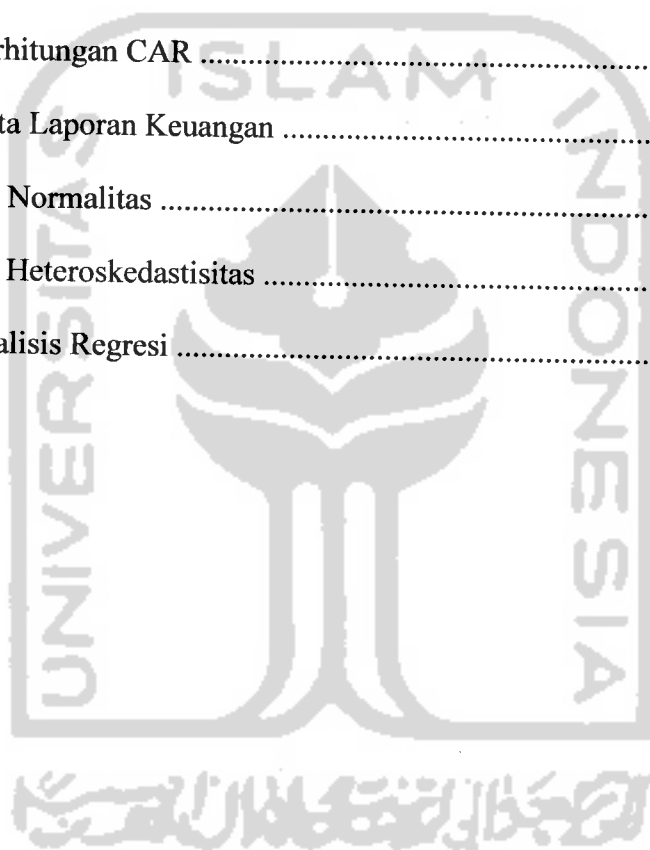 rhitungan CAR ................................................................
ta Laporan Keuangan ....................................................
Normalitas ......................................................................
Heteroskedastisitas ......................................................
alisis Regresi ...................................................................
ISLAM
UNIVERSITAS
INDONESIA